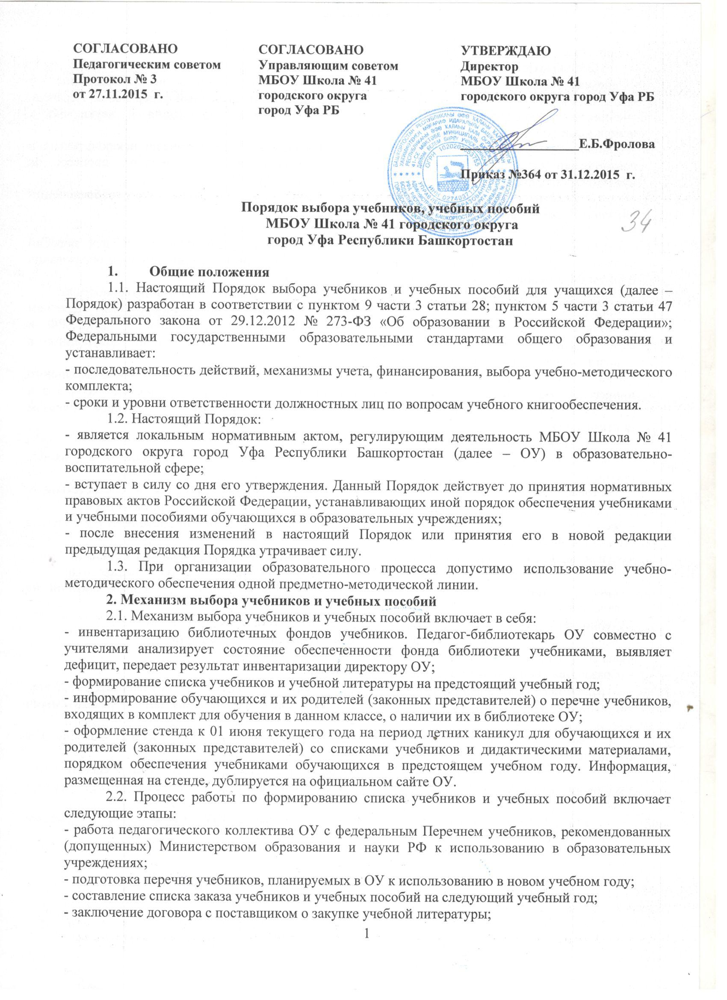 СОГЛАСОВАНО
Педагогическим советом
Протокол № 3
от 27.11.2015 г.
СОГЛАСОВАНО
Управляющим советом
МБОУ Школа № 41
городского округа
город Уфа РБ
УТВЕРЖДАЮ
Директор
МБОУ Школа № 41
городского округа город Уфа РБ
Е.Б.Фролова
Приказ №364 от 31.12.2015 г.
ОГРН 1020202853755
Порядок выбора учебников, учебных пособий
МБОУ Школа № 41 городского округа
город Уфа Республики Башкортостан
34
1. Общие положения
1.1. Настоящий Порядок выбора учебников и учебных пособий для учащихся (далее –
Порядок) разработан в соответствии с пунктом 9 части 3 статьи 28; пунктом 5 части 3 статьи 47
Федерального закона от 29.12.2012 № 273-ФЗ «Об образовании в Российской Федерации»;
Федеральными государственными образовательными стандартами общего образования и
устанавливает:
- последовательность действий, механизмы учета, финансирования, выбора учебно-методического
комплекта;
- сроки и уровни ответственности должностных лиц по вопросам учебного книгообеспечения.
1.2. Настоящий Порядок:
- является локальным нормативным актом, регулирующим деятельность МБОУ Школа № 41
городского округа город Уфа Республики Башкортостан (далее – ОУ) в образовательно-
воспитательной сфере;
- вступает в силу со дня его утверждения. Данный Порядок действует до принятия нормативных
правовых актов Российской Федерации, устанавливающих иной порядок обеспечения учебниками
и учебными пособиями обучающихся в образовательных учреждениях;
- после внесения изменений в настоящий Порядок или принятия его в новой редакции
предыдущая редакция Порядка утрачивает силу.
1.3. При организации образовательного процесса допустимо использование учебно-
методического обеспечения одной предметно-методической линии.
2. Механизм выбора учебников и учебных пособий
2.1. Механизм выбора учебников и учебных пособий включает в себя:
- инвентаризацию библиотечных фондов учебников. Педагог-библиотекарь ОУ совместно с
учителями анализирует состояние обеспеченности фонда библиотеки учебниками, выявляет
дефицит, передает результат инвентаризации директору ОУ;
- формирование списка учебников и учебной литературы на предстоящий учебный год;
- информирование обучающихся и их родителей (законных представителей) о перечне учебников,
входящих в комплект для обучения в данном классе, о наличии их в библиотеке ОУ;
- оформление стенда к 01 июня текущего года на период летних каникул для обучающихся и их
родителей (законных представителей) со списками учебников и дидактическими материалами,
порядком обеспечения учебниками обучающихся в предстоящем учебном году. Информация,
размещенная на стенде, дублируется на официальном сайте ОУ.
2.2. Процесс работы по формированию списка учебников и учебных пособий включает
следующие этапы:
- работа педагогического коллектива ОУ с федеральным Перечнем учебников, рекомендованных
(допущенных) Министерством образования и науки РФ к использованию в образовательных
учреждениях;
- подготовка перечня учебников, планируемых в ОУ к использованию в новом учебном году;
- составление списка заказа учебников и учебных пособий на следующий учебный год;
- заключение договора с поставщиком о закупке учебной литературы;
1